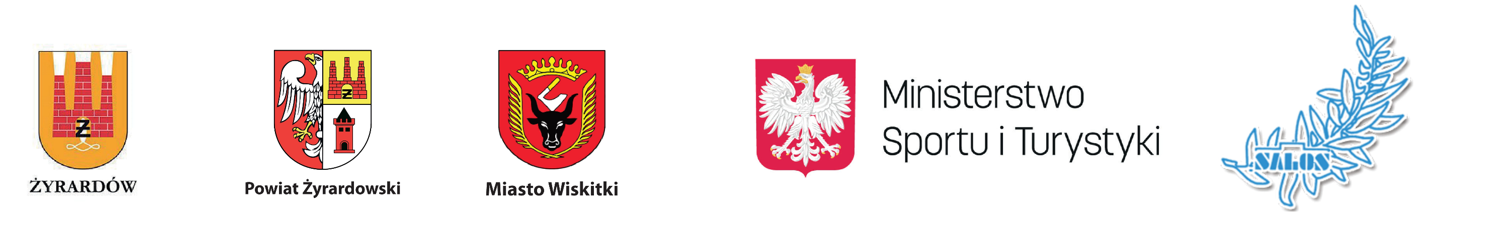 Z
ŻYRARDÓW
Z
Powiat Żyrardowski
Miasto Wiskitki
Ministerstwo
Sportu i Turystyki
SALOS